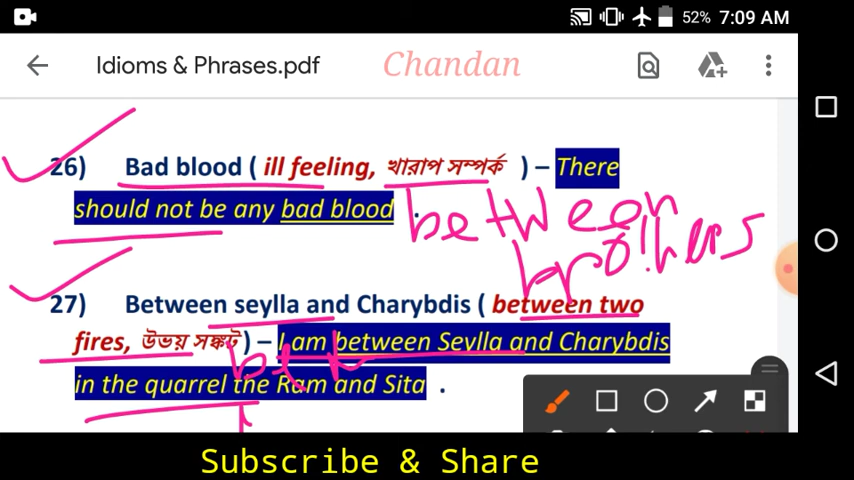 52% 7:09 AM
Idioms & Phrases.pdf Chandan
26) Bad blood ( ill feeling, খারাপ সম্পর্ক ) – There
should not be any bad blood .
between
brothers
27) Between seylla and Charybdis ( between two
fires, উভয় সঙ্কট ) – I am between Seylla and Charybdis
bet
in the quarrel the Ram and Sita .
Subscribe & Share